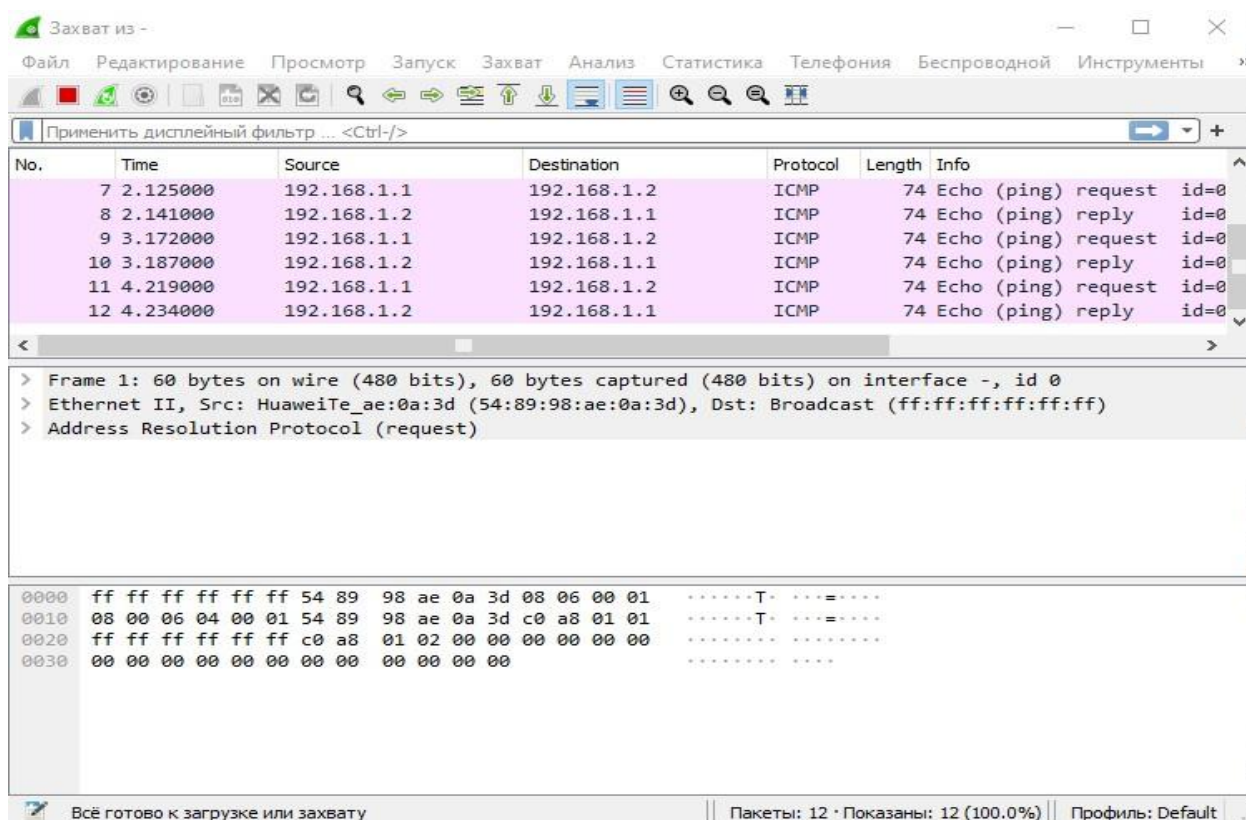 Захват из -
Файл Редактирование Просмотр Запуск Захват Анализ Статистика Телефония Беспроводной Инструменты »
Применить дисплейный фильтр ... <Ctrl-/> +
No. Time Source Destination Protocol Length Info
7 2.125000 192.168.1.1 192.168.1.2 ICMP 74 Echo (ping) request id=0
8 2.141000 192.168.1.2 192.168.1.1 ICMP 74 Echo (ping) reply id=0
9 3.172000 192.168.1.1 192.168.1.2 ICMP 74 Echo (ping) request id=0
10 3.187000 192.168.1.2 192.168.1.1 ICMP 74 Echo (ping) reply id=0
11 4.219000 192.168.1.1 192.168.1.2 ICMP 74 Echo (ping) request id=0
12 4.234000 192.168.1.2 192.168.1.1 ICMP 74 Echo (ping) reply id=0
> Frame 1: 60 bytes on wire (480 bits), 60 bytes captured (480 bits) on interface -, id 0
> Ethernet II, Src: HuaweiTe_ae:0a:3d (54:89:98:ae:0a:3d), Dst: Broadcast (ff:ff:ff:ff:ff:ff)
> Address Resolution Protocol (request)
0000 ff ff ff ff ff ff 54 89 98 ae 0a 3d 08 06 00 01 ······T· ···=····
0010 08 00 06 04 00 01 54 89 98 ae 0a 3d c0 a8 01 01 ······T· ···=····
0020 ff ff ff ff ff ff c0 a8 01 02 00 00 00 00 00 00 ········ ········
0030 00 00 00 00 00 00 00 00 00 00 00 00 ········ ····
Всё готово к загрузке или захвату Пакеты: 12 · Показаны: 12 (100.0%) Профиль: Default